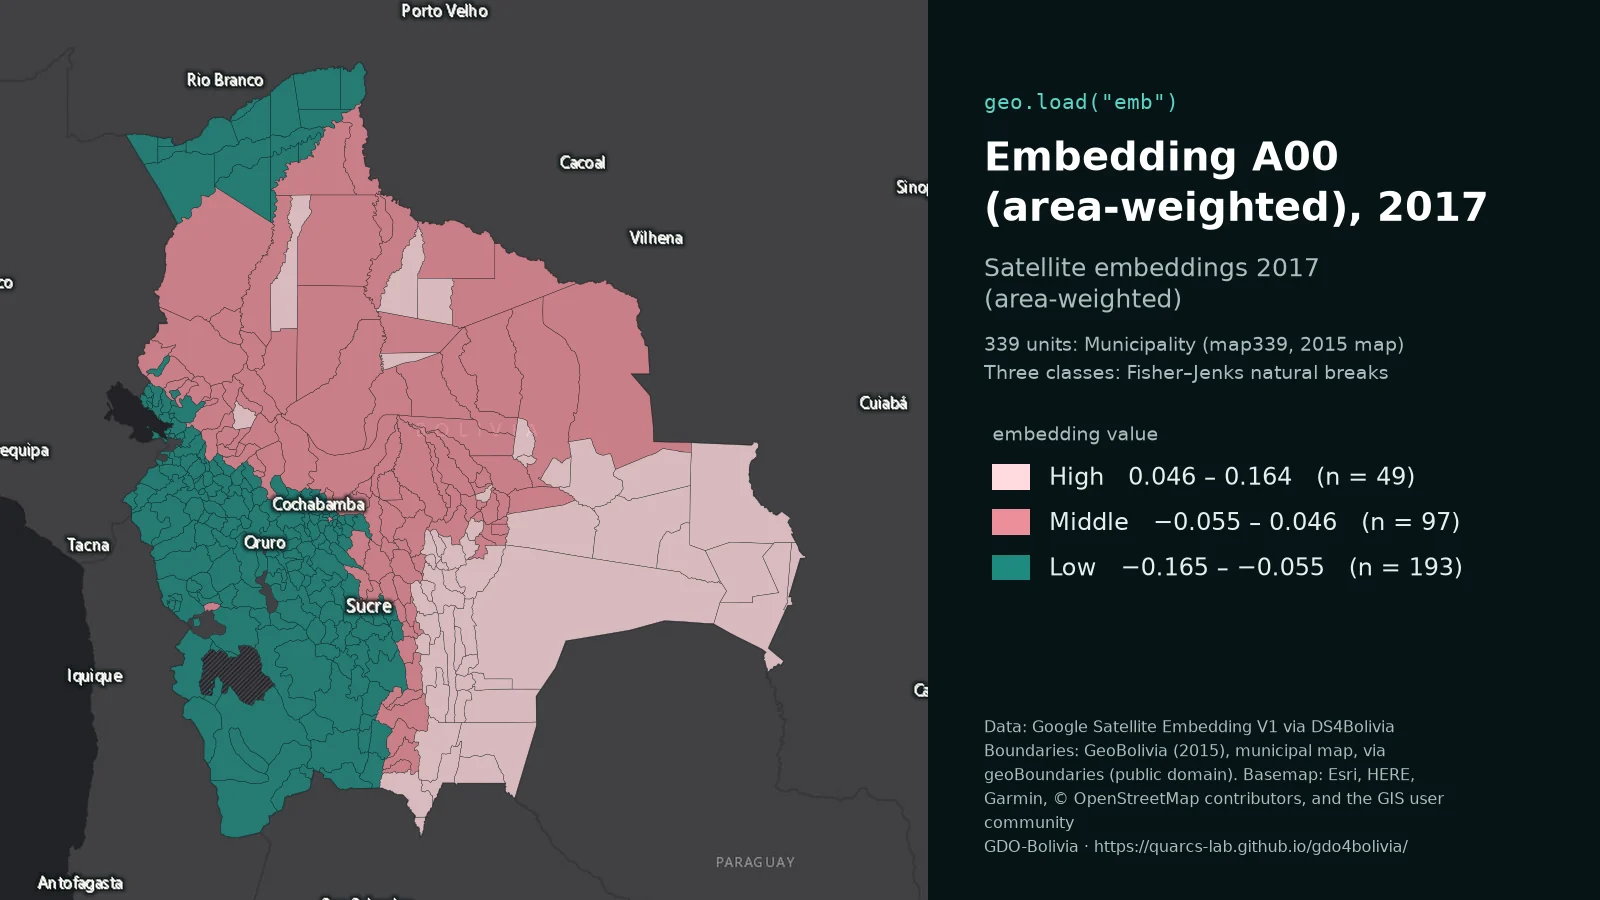 Porto Velho
Rio Branco
Cacoal
Vilhena
Cuiabá
BOLIVIA
Cochabamba
Tacna
Oruro
Sucre
Iquique
PARAGUAY
Antofagasta
geo.load("emb")
Embedding A00
(area-weighted), 2017
Satellite embeddings 2017
(area-weighted)
339 units: Municipality (map339, 2015 map)
Three classes: Fisher–Jenks natural breaks
embedding value
High 0.046 – 0.164 (n = 49)
Middle −0.055 – 0.046 (n = 97)
Low −0.165 – −0.055 (n = 193)
Data: Google Satellite Embedding V1 via DS4Bolivia
Boundaries: GeoBolivia (2015), municipal map, via
geoBoundaries (public domain). Basemap: Esri, HERE,
Garmin, © OpenStreetMap contributors, and the GIS user
community
GDO-Bolivia · https://quarcs-lab.github.io/gdo4bolivia/